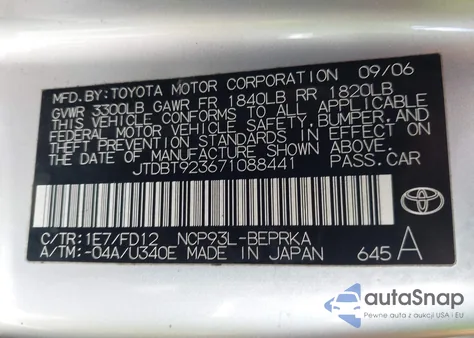 MFD.BY:TOYOTA MOTOR CORPORATION 09/06
GVWR 3300LB GAWR FR 1840LB RR 1820LB
THIS VEHICLE CONFORMS TO ALL APPLICABLE
FEDERAL MOTOR VEHICLE SAFETY, BUMPER,AND
THEFT PREVENTION STANDARDS IN EFFECT ON
THE DATE OF MANUFACTURE SHOWN ABOVE.
JTDBT923671088441 PASS.CAR
C/TR:1E7/FD12 NCP93L-BEPRKA
A/TM:-04A/U340E MADE IN JAPAN 645 A
TOYOTA
autoSnap
Pewne auta z aukcji USA i EU